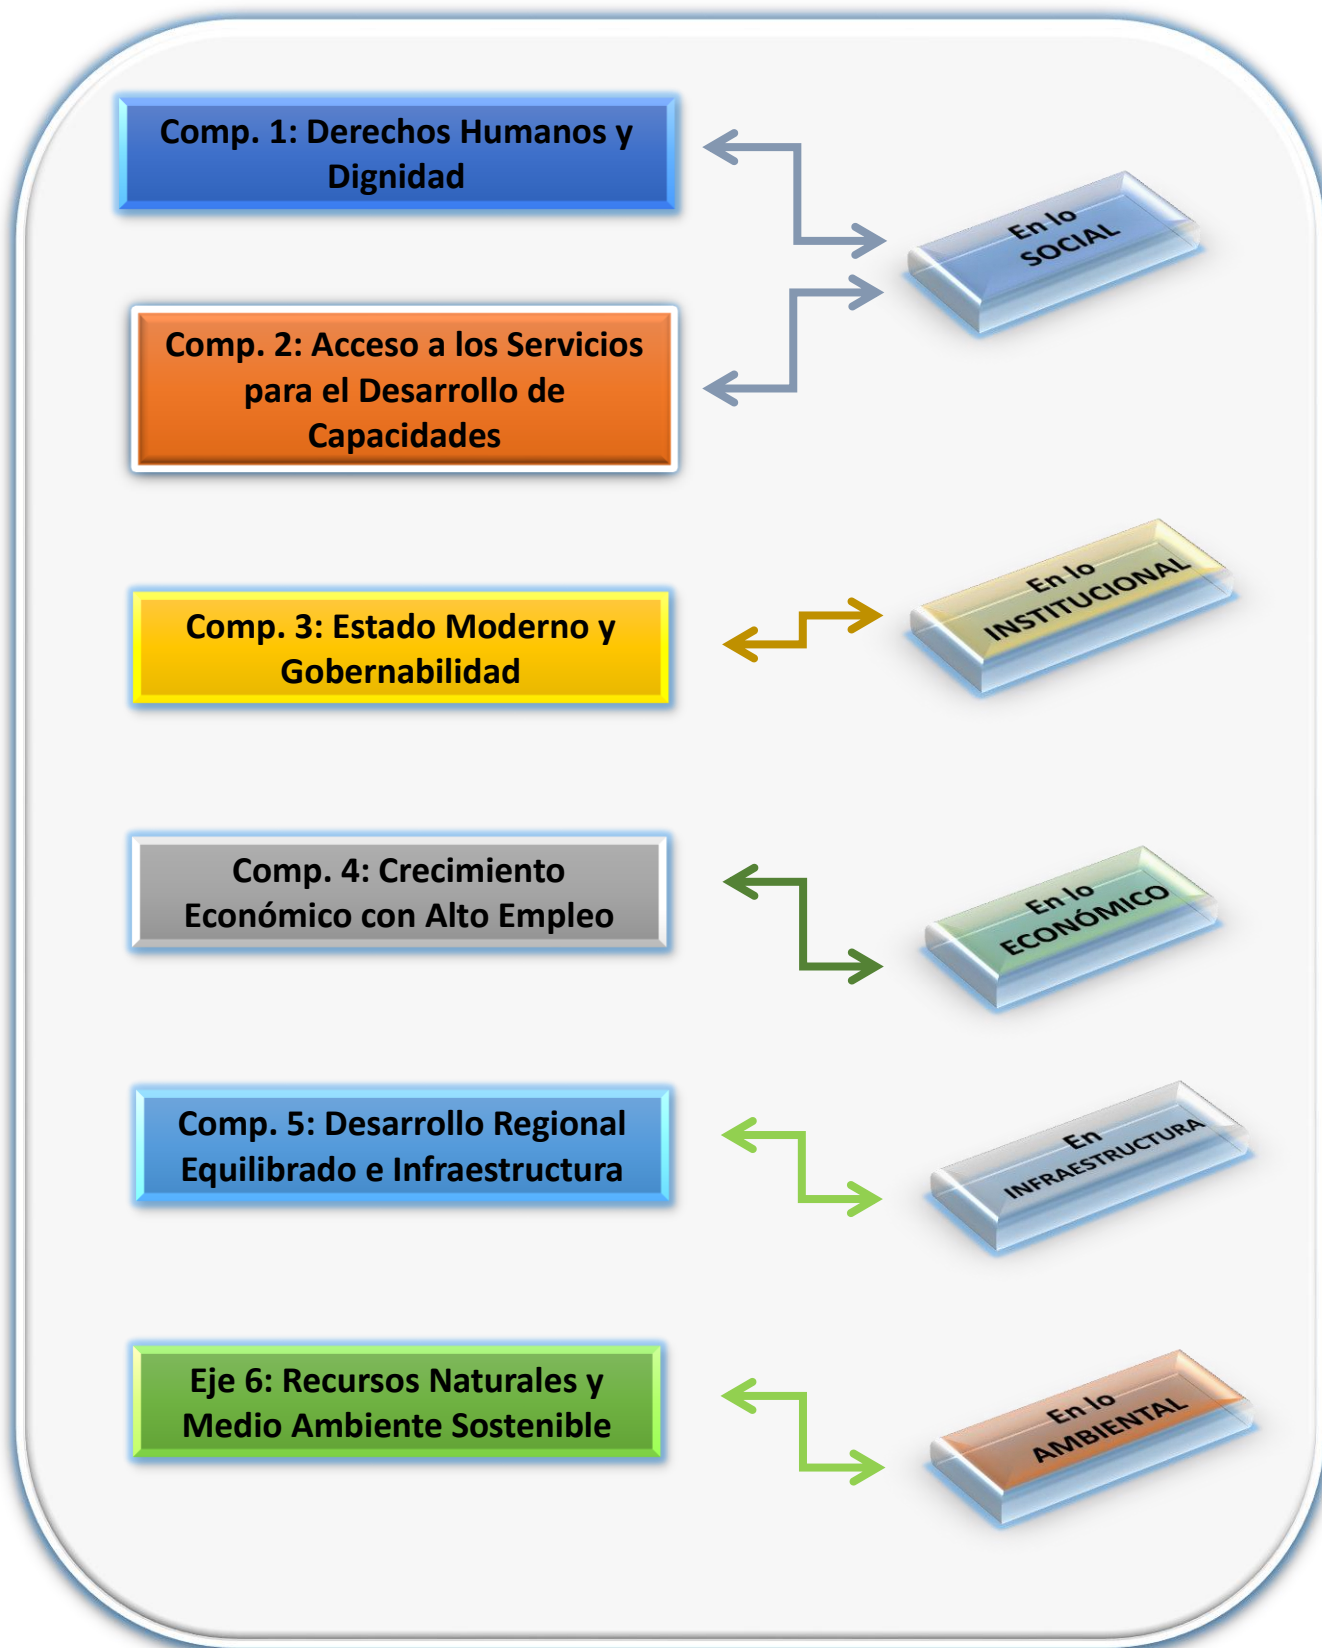 Comp. 1: Derechos Humanos y
Dignidad
En lo
SOCIAL
Comp. 2: Acceso a los Servicios
para el Desarrollo de
Capacidades
Comp. 3: Estado Moderno y
Gobernabilidad
En lo
INSTITUCIONAL
Comp. 4: Crecimiento
Económico con Alto Empleo
En lo
ECONÓMICO
Comp. 5: Desarrollo Regional
Equilibrado e Infraestructura
En
INFRAESTRUCTURA
Eje 6: Recursos Naturales y
Medio Ambiente Sostenible
En lo
AMBIENTAL